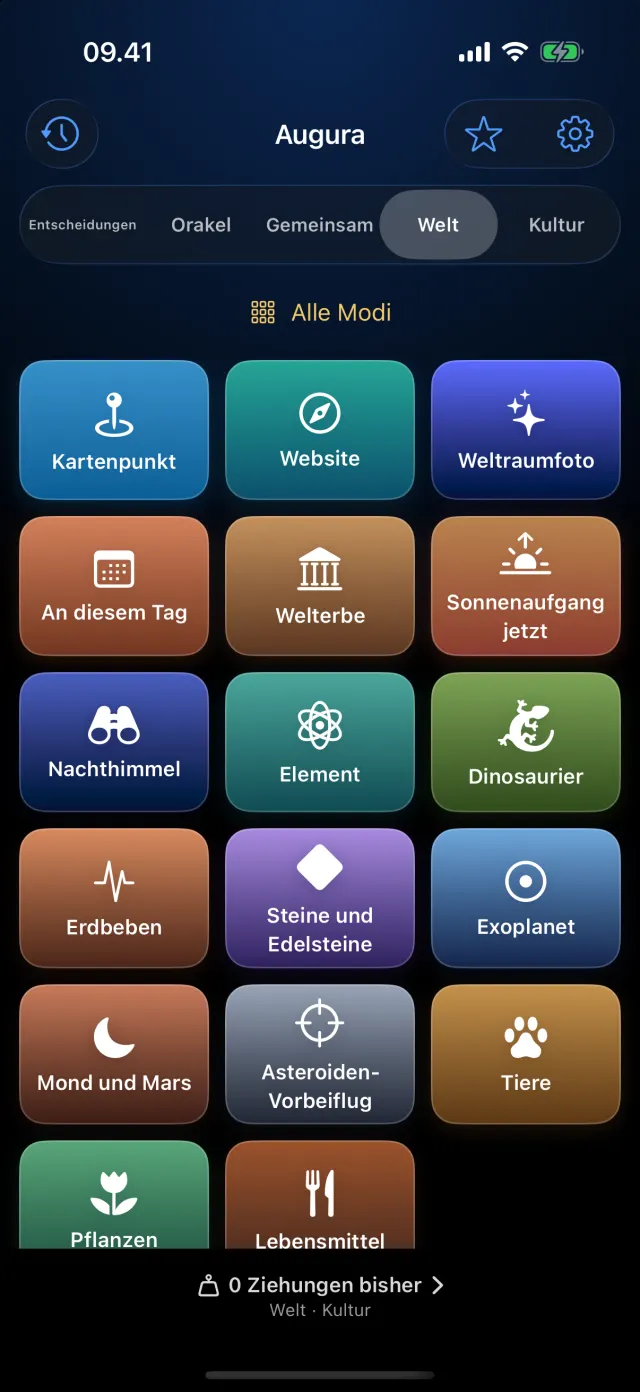 09.41
Augura
Entscheidungen
Orakel
Gemeinsam
Welt
Kultur
Alle Modi
Kartenpunkt
Website
Weltraumfoto
An diesem Tag
Welterbe
Sonnenaufgang
jetzt
Nachthimmel
Element
Dinosaurier
Erdbeben
Steine und
Edelsteine
Exoplanet
Mond und Mars
Asteroiden-
Vorbeiflug
Tiere
Pflanzen
Lebensmittel
0 Ziehungen bisher
Welt · Kultur